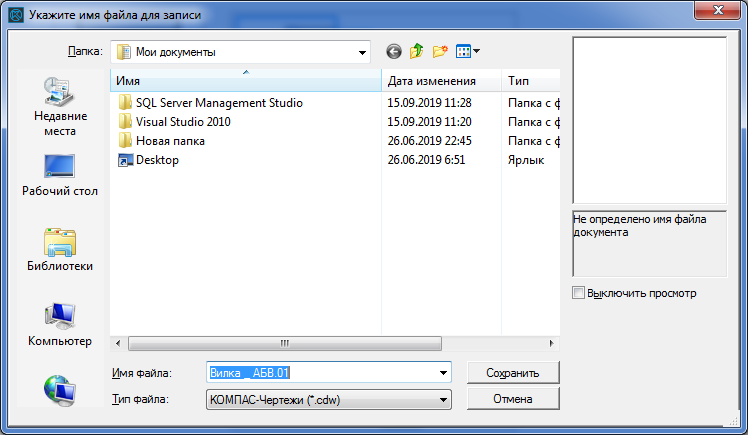 Укажите имя файла для записи
Папка: Мои документы
Имя Дата изменения Тип
SQL Server Management Studio 15.09.2019 11:28 Папка с ф
Visual Studio 2010 15.09.2019 11:20 Папка с ф
Новая папка 26.06.2019 22:45 Папка с ф
Desktop 26.06.2019 6:51 Ярлык
Недавние
места
Рабочий стол
Библиотеки
Компьютер
Не определено имя файла
документа
Выключить просмотр
Имя файла: Вилка_ _АБВ.01 Сохранить
Тип файла: КОМПАС-Чертежи (*.cdw) Отмена